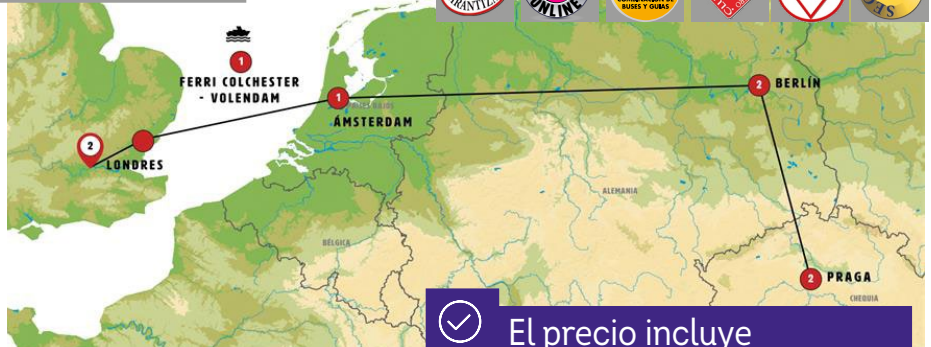 GARANTIZ
ONLINE
BUSES Y GUIAS
1
FERRI COLCHESTER
- VOLENDAM
1
ÁMSTERDAM
2
BERLÍN
2
LONDRES
ALEMANIA
BÉLGICA
2
PRAGA
CHEQUIA
El precio incluye